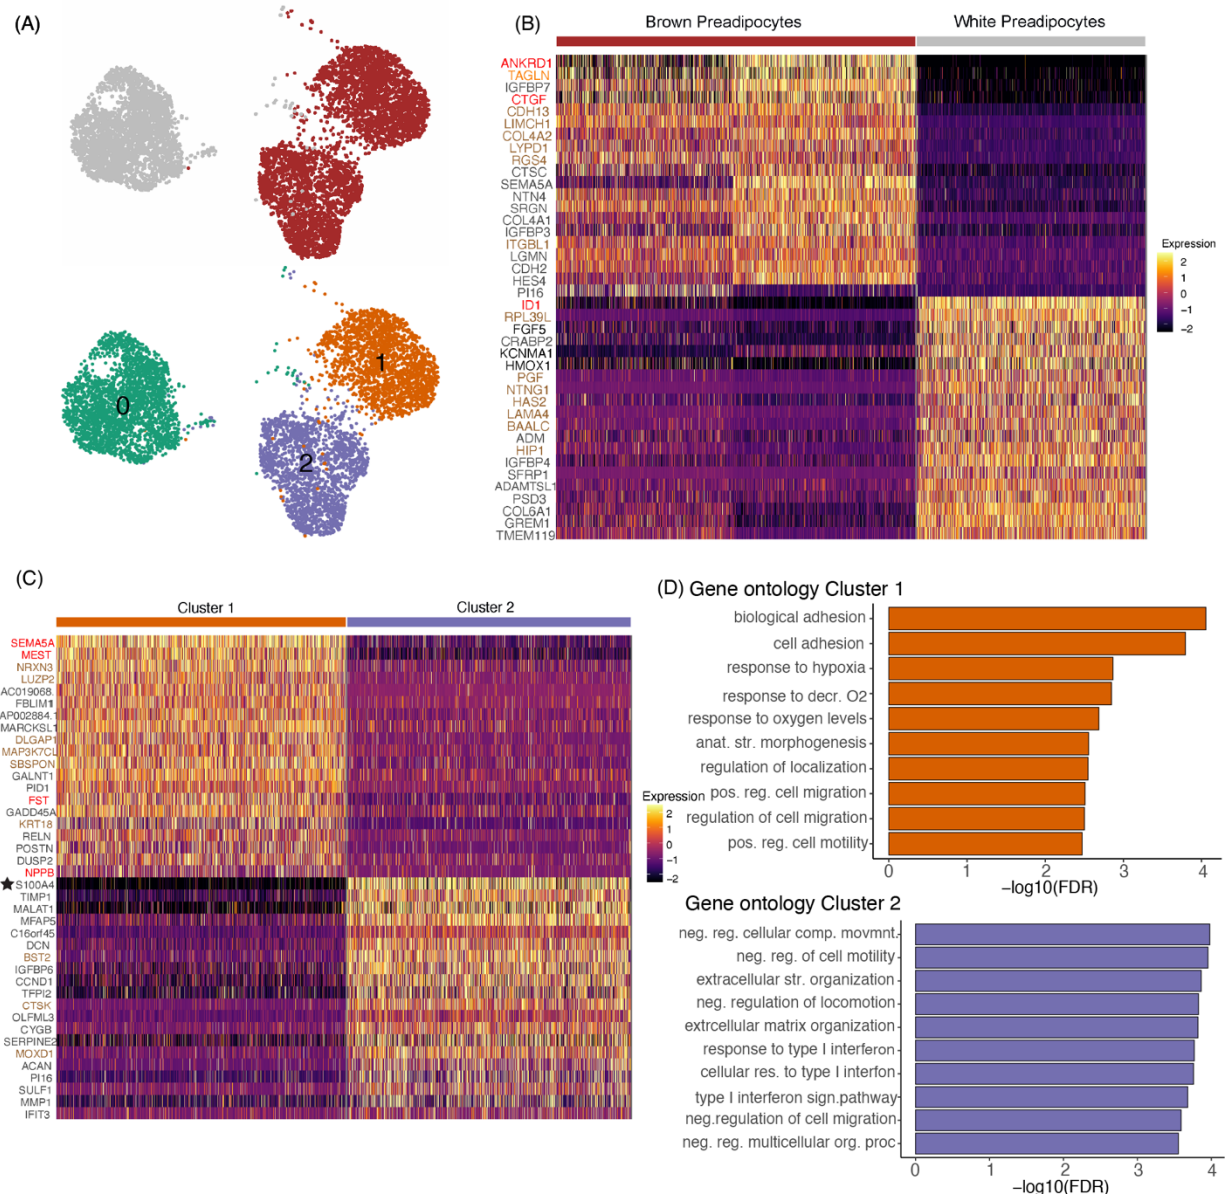 (A)
0
1
2
(B)
Brown Preadipocytes
White Preadipocytes
ANKRD1
TAGLN
IGFBP7
CTGF
CDH13
LIMCH1
COL4A2
LYPD1
RGS4
CTSC
SEMA5A
NTN4
SRGN
COL4A1
IGFBP3
ITGBL1
LGMN
CDH2
HES4
PI16
ID1
RPL39L
FGF5
CRABP2
KCNMA1
HMOX1
PGF
NTNG1
HAS2
LAMA4
BAALC
ADM
HIP1
IGFBP4
SFRP1
ADAMTSL1
PSD3
COL6A1
GREM1
TMEM119
Expression
2
1
0
−1
−2
(C)
Cluster 1
Cluster 2
SEMA5A
MEST
NRXN3
LUZP2
AC019068.
FBLIM1
AP002884.1
MARCKSL1
DLGAP1
MAP3K7CL
SBSPON
GALNT1
PID1
FST
GADD45A
KRT18
RELN
POSTN
DUSP2
NPPB
★ S100A4
TIMP1
MALAT1
MFAP5
C16orf45
DCN
BST2
IGFBP6
CCND1
TFPI2
CTSK
OLFML3
CYGB
SERPINE2
MOXD1
ACAN
PI16
SULF1
MMP1
IFIT3
Expression
2
1
0
−1
−2
(D) Gene ontology Cluster 1
biological adhesion
cell adhesion
response to hypoxia
response to decr. O2
response to oxygen levels
anat. str. morphogenesis
regulation of localization
pos. reg. cell migration
regulation of cell migration
pos. reg. cell motility
0 1 2 3 4
−log10(FDR)
Gene ontology Cluster 2
neg. reg. cellular comp. movmnt.
neg. reg. of cell motility
extracellular str. organization
neg. regulation of locomotion
extrcellular matrix organization
response to type I interferon
cellular res. to type I interfon
type I interferon sign.pathway
neg.regulation of cell migration
neg. reg. multicellular org. proc
0 1 2 3 4
−log10(FDR)